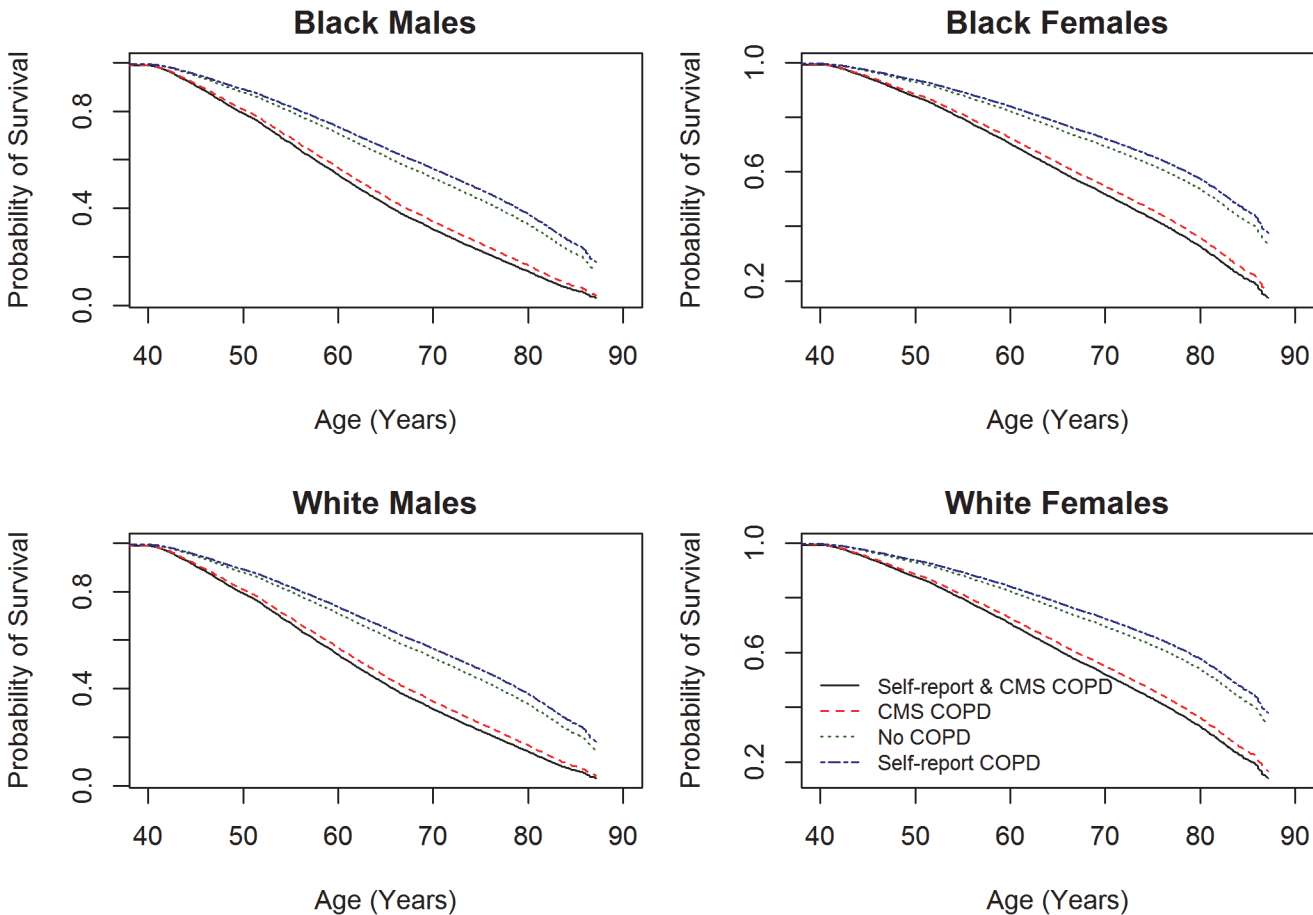 Black Males
Probability of Survival
0.0 0.4 0.8
40 50 60 70 80 90
Age (Years)
Black Females
Probability of Survival
0.2 0.6 1.0
40 50 60 70 80 90
Age (Years)
White Males
Probability of Survival
0.0 0.4 0.8
40 50 60 70 80 90
Age (Years)
White Females
Probability of Survival
0.2 0.6 1.0
Self-report & CMS COPD
CMS COPD
No COPD
Self-report COPD
40 50 60 70 80 90
Age (Years)